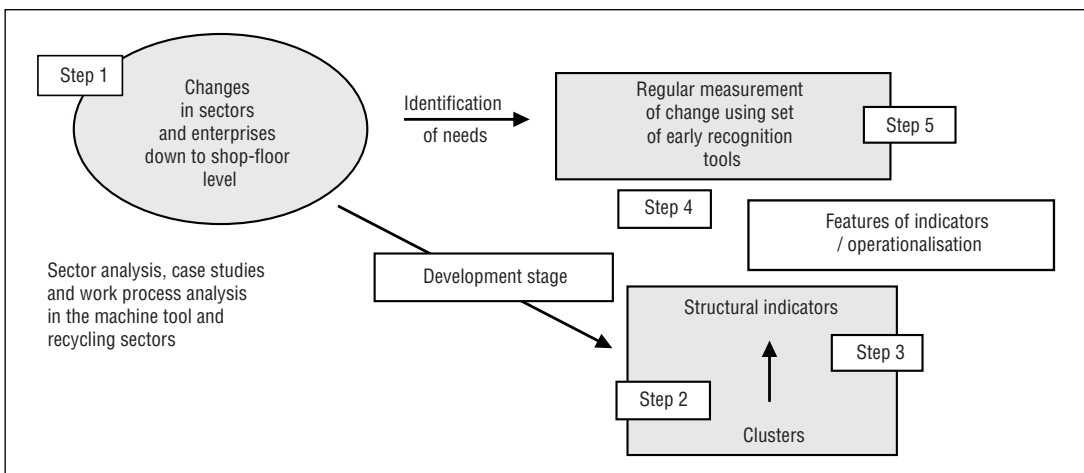 Step 1
Changes
in sectors
and enterprises
down to shop-floor
level
Identification
of needs
Regular measurement
of change using set
of early recognition
tools
Step 5
Step 4
Features of indicators
/ operationalisation
Sector analysis, case studies
and work process analysis
in the machine tool and
recycling sectors
Development stage
Structural indicators
Step 3
Step 2
Clusters